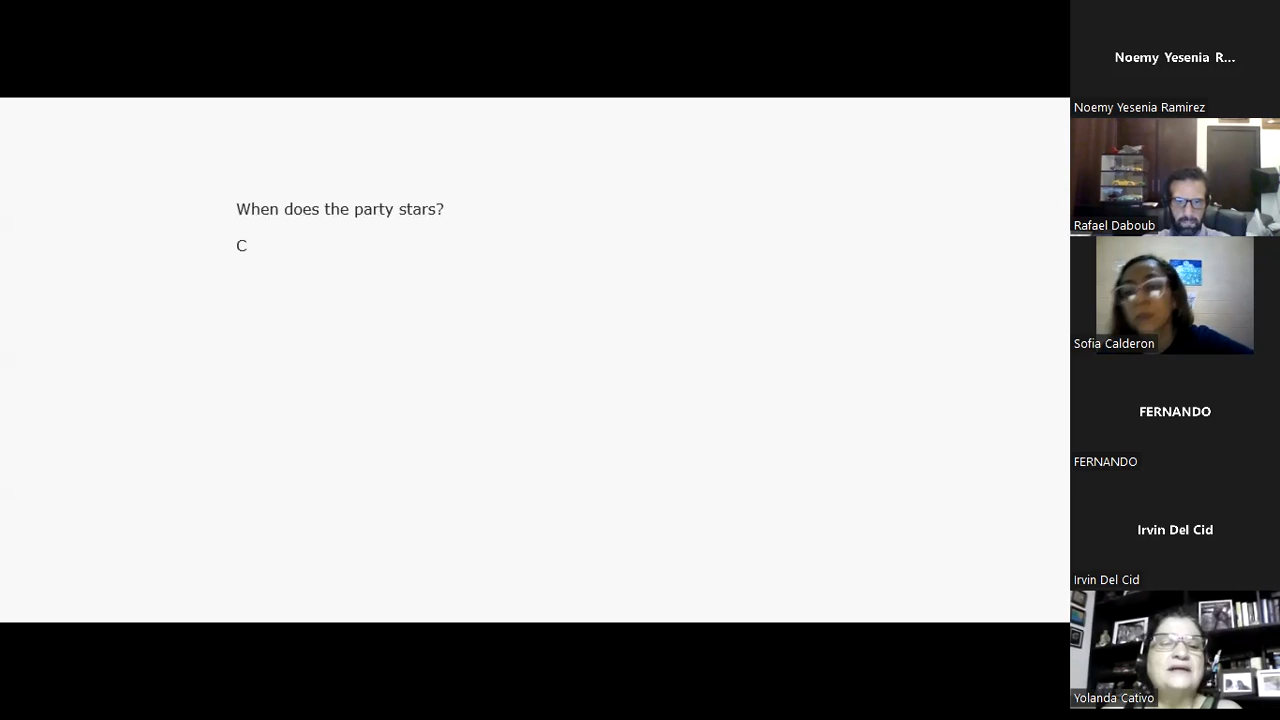 When does the party stars?
C
Noemy Yesenia R...
Noemy Yesenia Ramirez
Rafael Daboub
Sofia Calderon
FERNANDO
FERNANDO
Irvin Del Cid
Irvin Del Cid
Yolanda Cativo